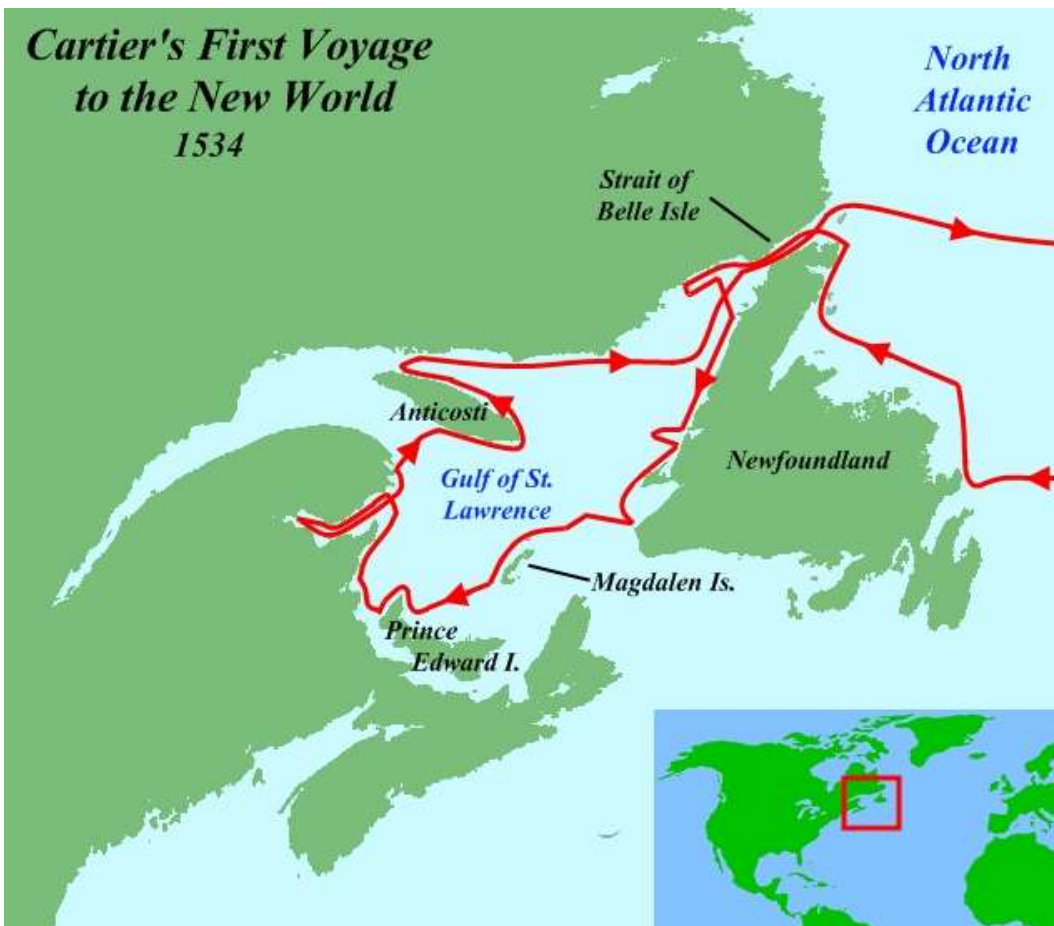 Cartier's First Voyage
to the New World
1534
North
Atlantic
Ocean
Strait of
Belle Isle
Anticosti
Newfoundland
Gulf of St.
Lawrence
Magdalen Is.
Prince
Edward I.